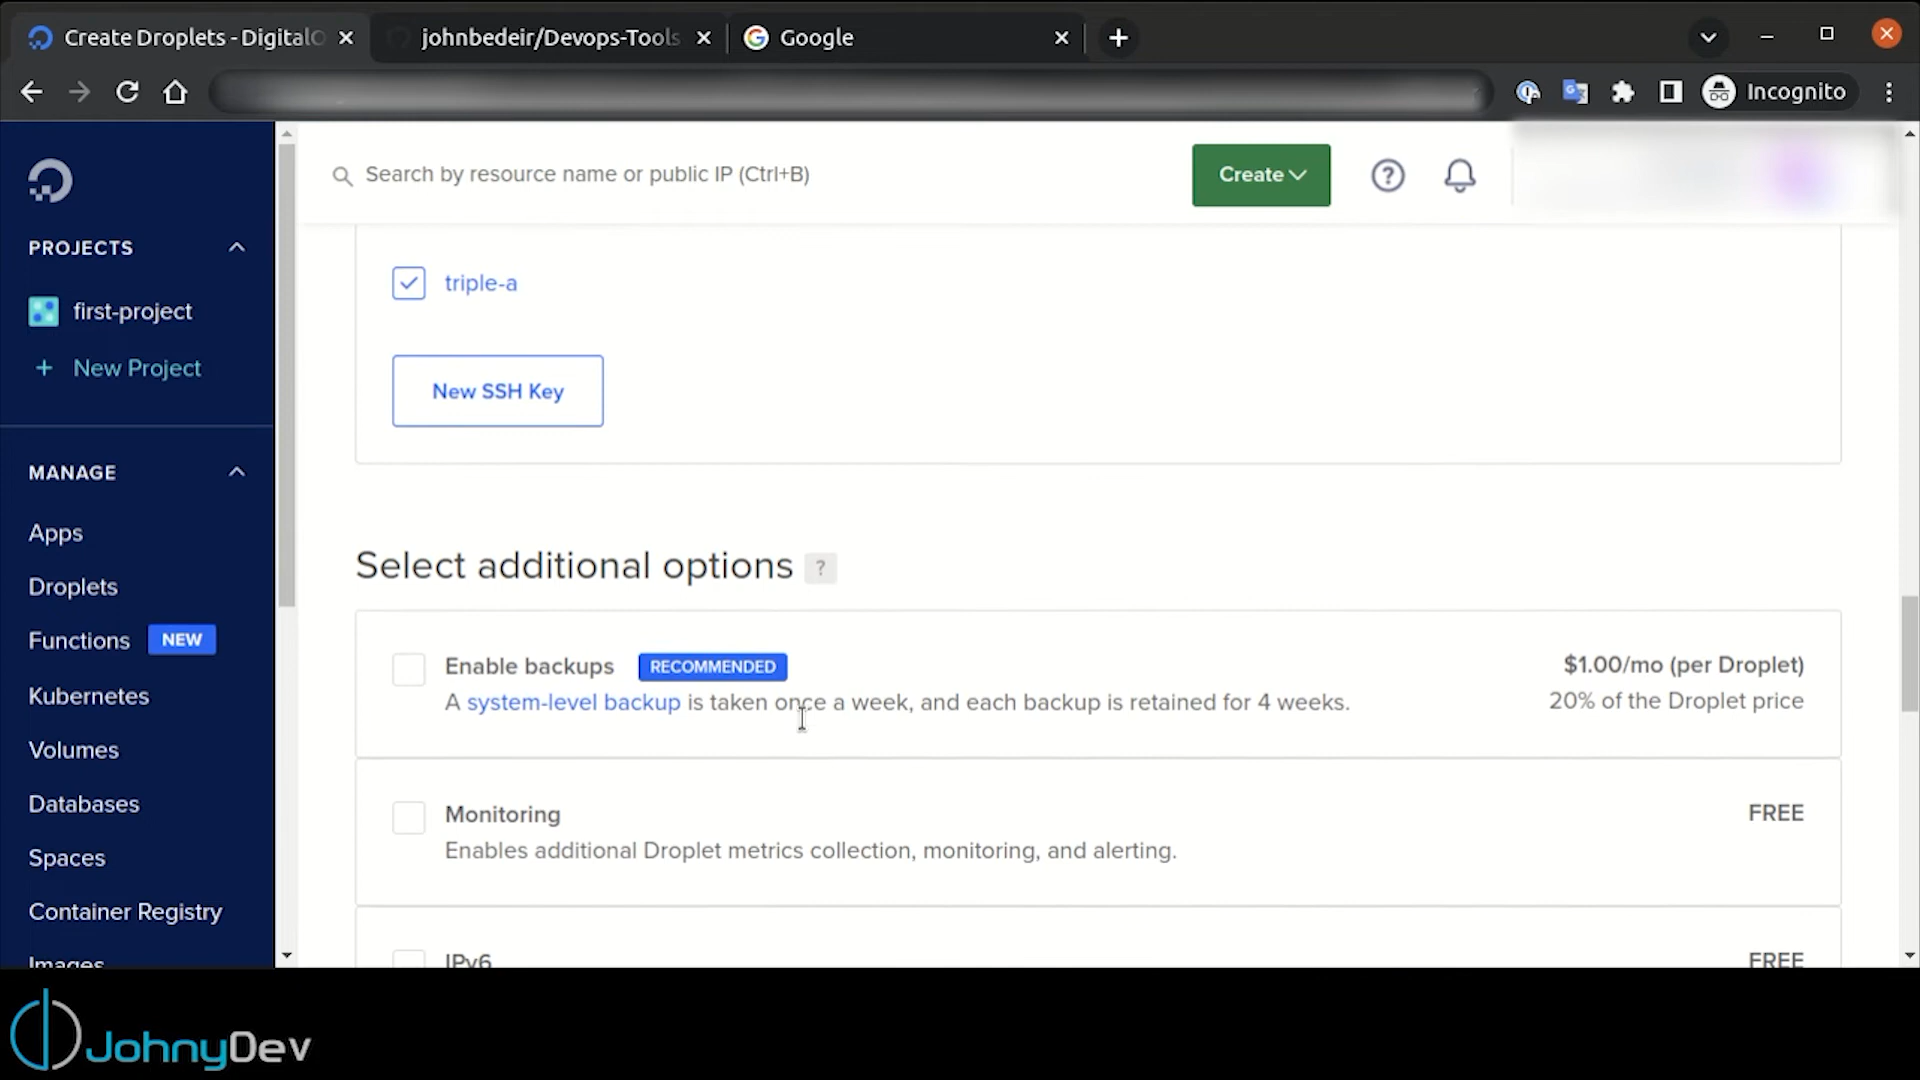 Create Droplets - DigitalO
johnbedeir/Devops-Tools
Google
Incognito
Search by resource name or public IP (Ctrl+B)
Create
PROJECTS
first-project
+ New Project
MANAGE
Apps
Droplets
Functions NEW
Kubernetes
Volumes
Databases
Spaces
Container Registry
Images
triple-a
New SSH Key
Select additional options ?
Enable backups RECOMMENDED
$1.00/mo (per Droplet)
A system-level backup is taken once a week, and each backup is retained for 4 weeks.
20% of the Droplet price
Monitoring
FREE
Enables additional Droplet metrics collection, monitoring, and alerting.
IPv6
FREE
JohnyDev